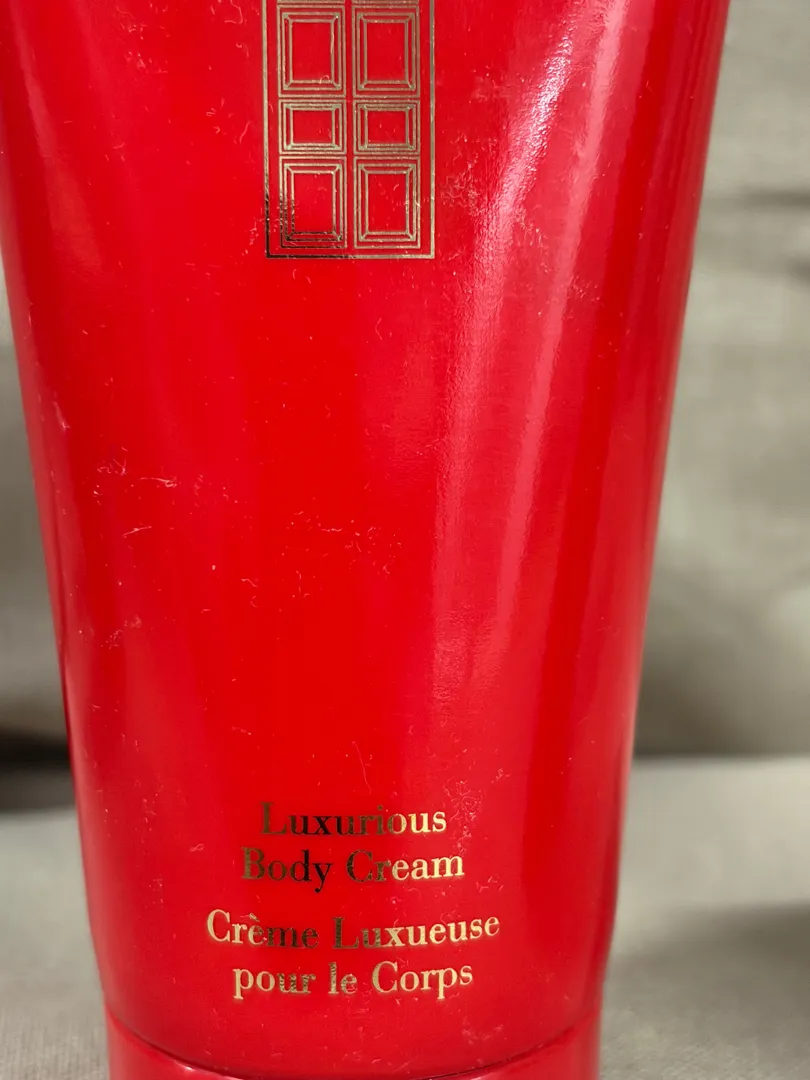 Luxurious
Body Cream
Crème Luxueuse
pour le Corps